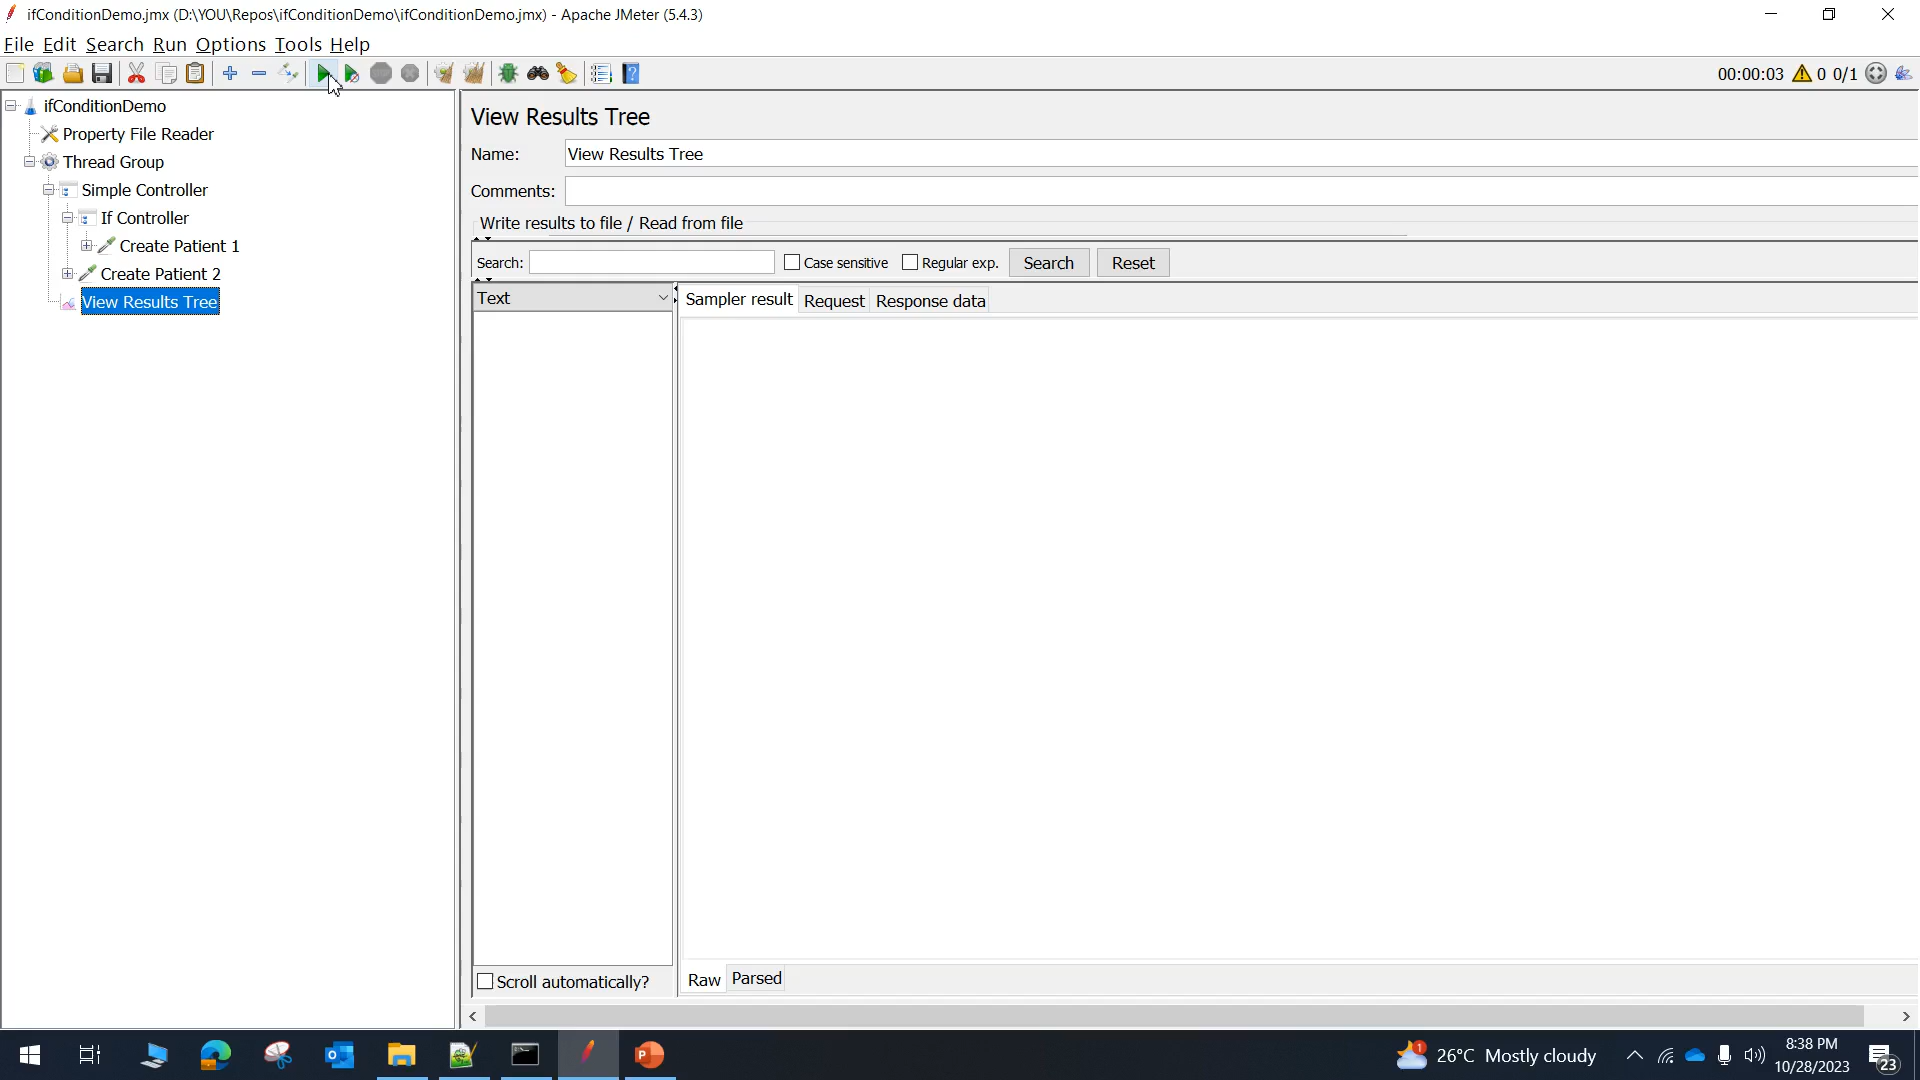 ifConditionDemo.jmx (D:\YOU\Repos\ifConditionDemo\ifConditionDemo.jmx) - Apache JMeter (5.4.3)
File Edit Search Run Options Tools Help
00:00:03 0 0/1
ifConditionDemo
Property File Reader
Thread Group
Simple Controller
If Controller
Create Patient 1
Create Patient 2
View Results Tree
View Results Tree
Name: View Results Tree
Comments:
Write results to file / Read from file
Search: Case sensitive Regular exp. Search Reset
Text
Sampler result Request Response data
Scroll automatically?
Raw Parsed
1 26°C Mostly cloudy
8:38 PM
10/28/2023
23